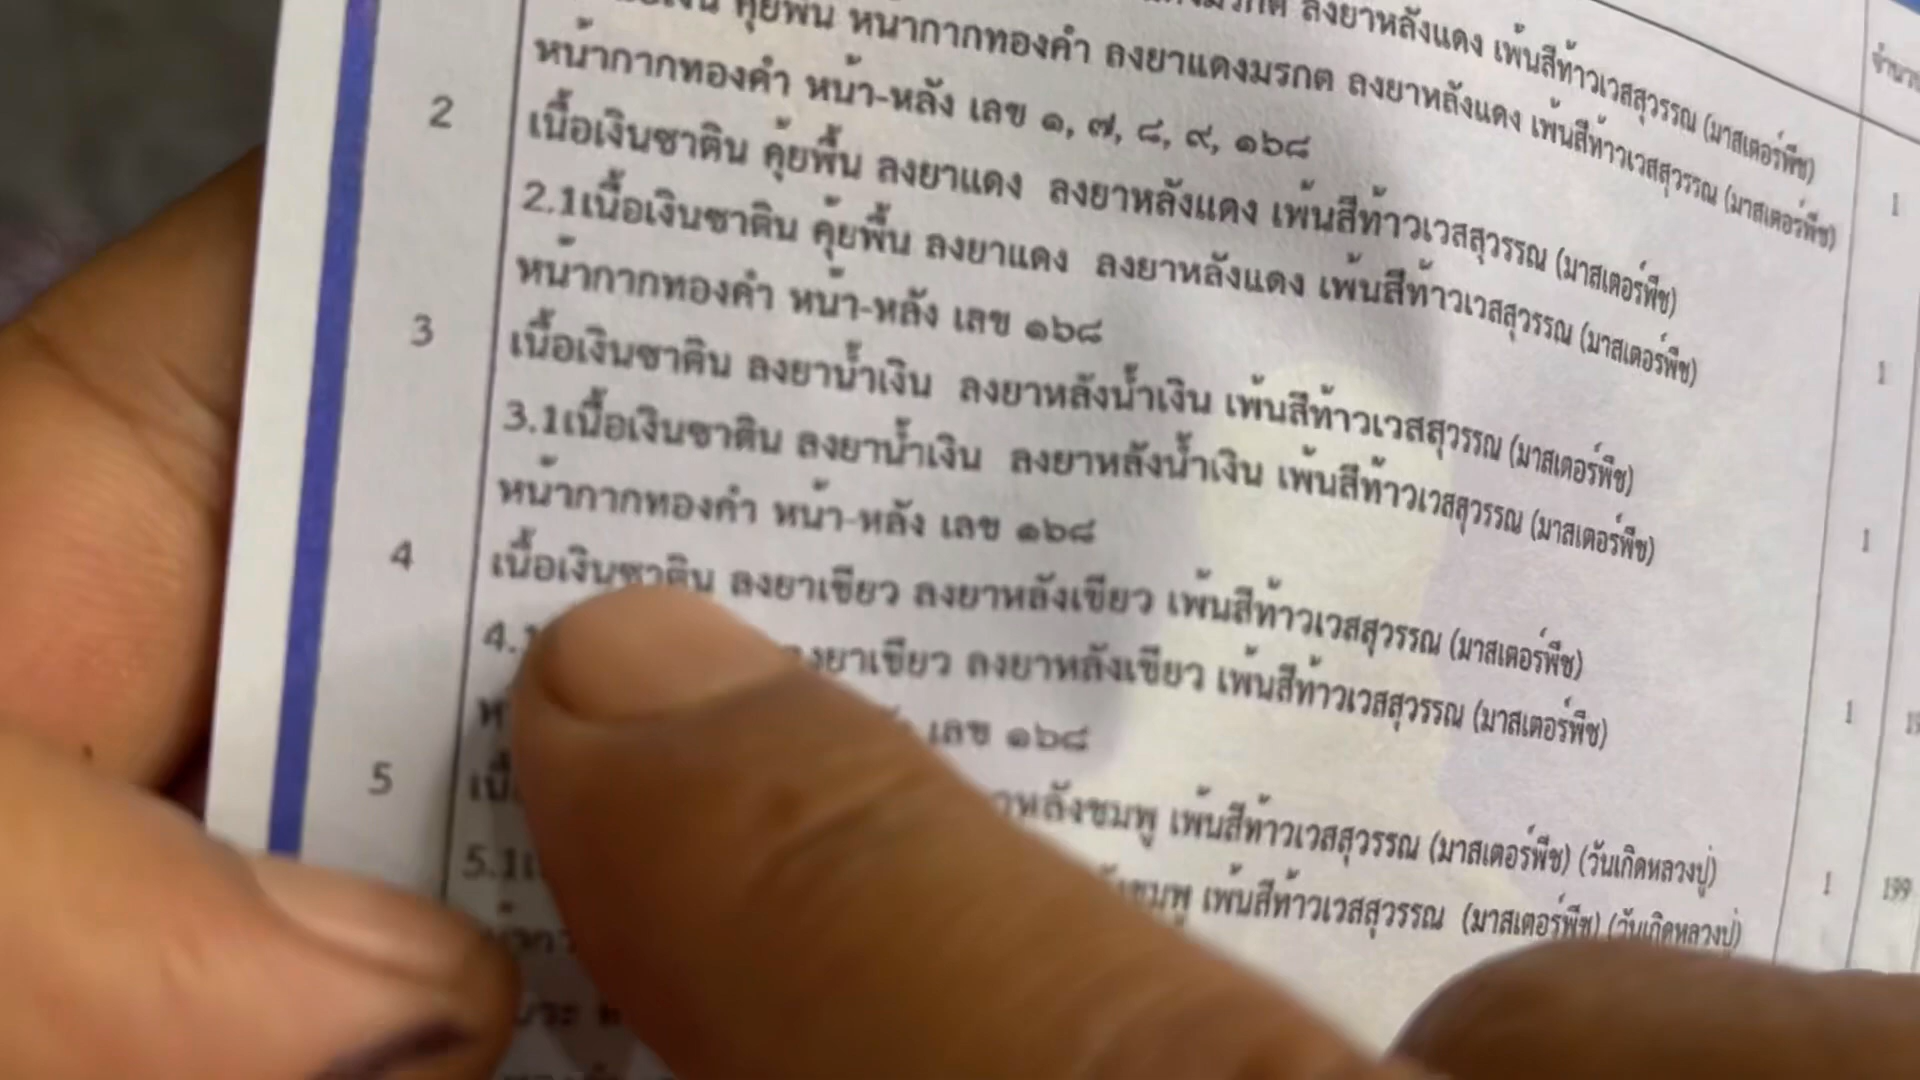 ลงยาหลังแดง เพ้นสีท้าวเวสสุวรรณ (มาสเตอร์พีช)
คุ้ยพื้น หน้ากากทองคำ ลงยาแดงมรกต ลงยาหลังแดง เพ้นสีท้าวเวสสุวรรณ (มาสเตอร์พีช)
หน้ากากทองคำ หน้า-หลัง เลข ๑, ๗, ๘, ๙, ๑๖๘
1
2 เนื้อเงินซาติน คุ้ยพื้น ลงยาแดง ลงยาหลังแดง เพ้นสีท้าวเวสสุวรรณ (มาสเตอร์พีช)
2.1เนื้อเงินซาติน คุ้ยพื้น ลงยาแดง ลงยาหลังแดง เพ้นสีท้าวเวสสุวรรณ (มาสเตอร์พีช) 1
หน้ากากทองคำ หน้า-หลัง เลข ๑๖๘
3 เนื้อเงินซาติน ลงยาน้ำเงิน ลงยาหลังน้ำเงิน เพ้นสีท้าวเวสสุวรรณ (มาสเตอร์พีช)
3.1เนื้อเงินซาติน ลงยาน้ำเงิน ลงยาหลังน้ำเงิน เพ้นสีท้าวเวสสุวรรณ (มาสเตอร์พีช) 1
หน้ากากทองคำ หน้า-หลัง เลข ๑๖๘
4 เนื้อเงินซาติน ลงยาเขียว ลงยาหลังเขียว เพ้นสีท้าวเวสสุวรรณ (มาสเตอร์พีช)
ลงยาเขียว ลงยาหลังเขียว เพ้นสีท้าวเวสสุวรรณ (มาสเตอร์พีช) 1
เลข ๑๖๘
5 หลังชมพู เพ้นสีท้าวเวสสุวรรณ (มาสเตอร์พีช) (วันเกิดหลวงปู่) 1 199
5.1 ชมพู เพ้นสีท้าวเวสสุวรรณ (มาสเตอร์พีช) (วันเกิดหลวงปู่)